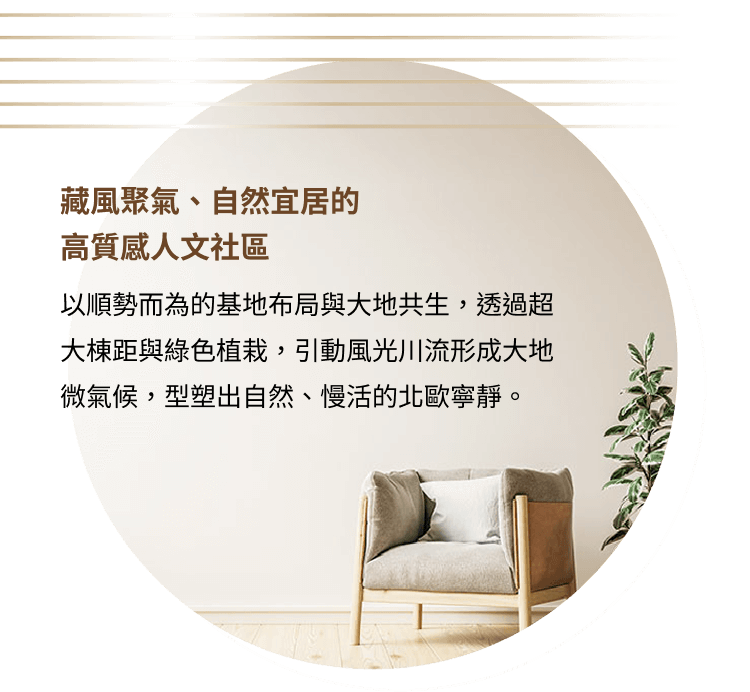 藏風聚氣、自然宜居的
高質感人文社區
以順勢而為的基地布局與大地共生，透過超
大棟距與綠色植栽，引動風光川流形成大地
微氣候，型塑出自然、慢活的北歐寧靜。